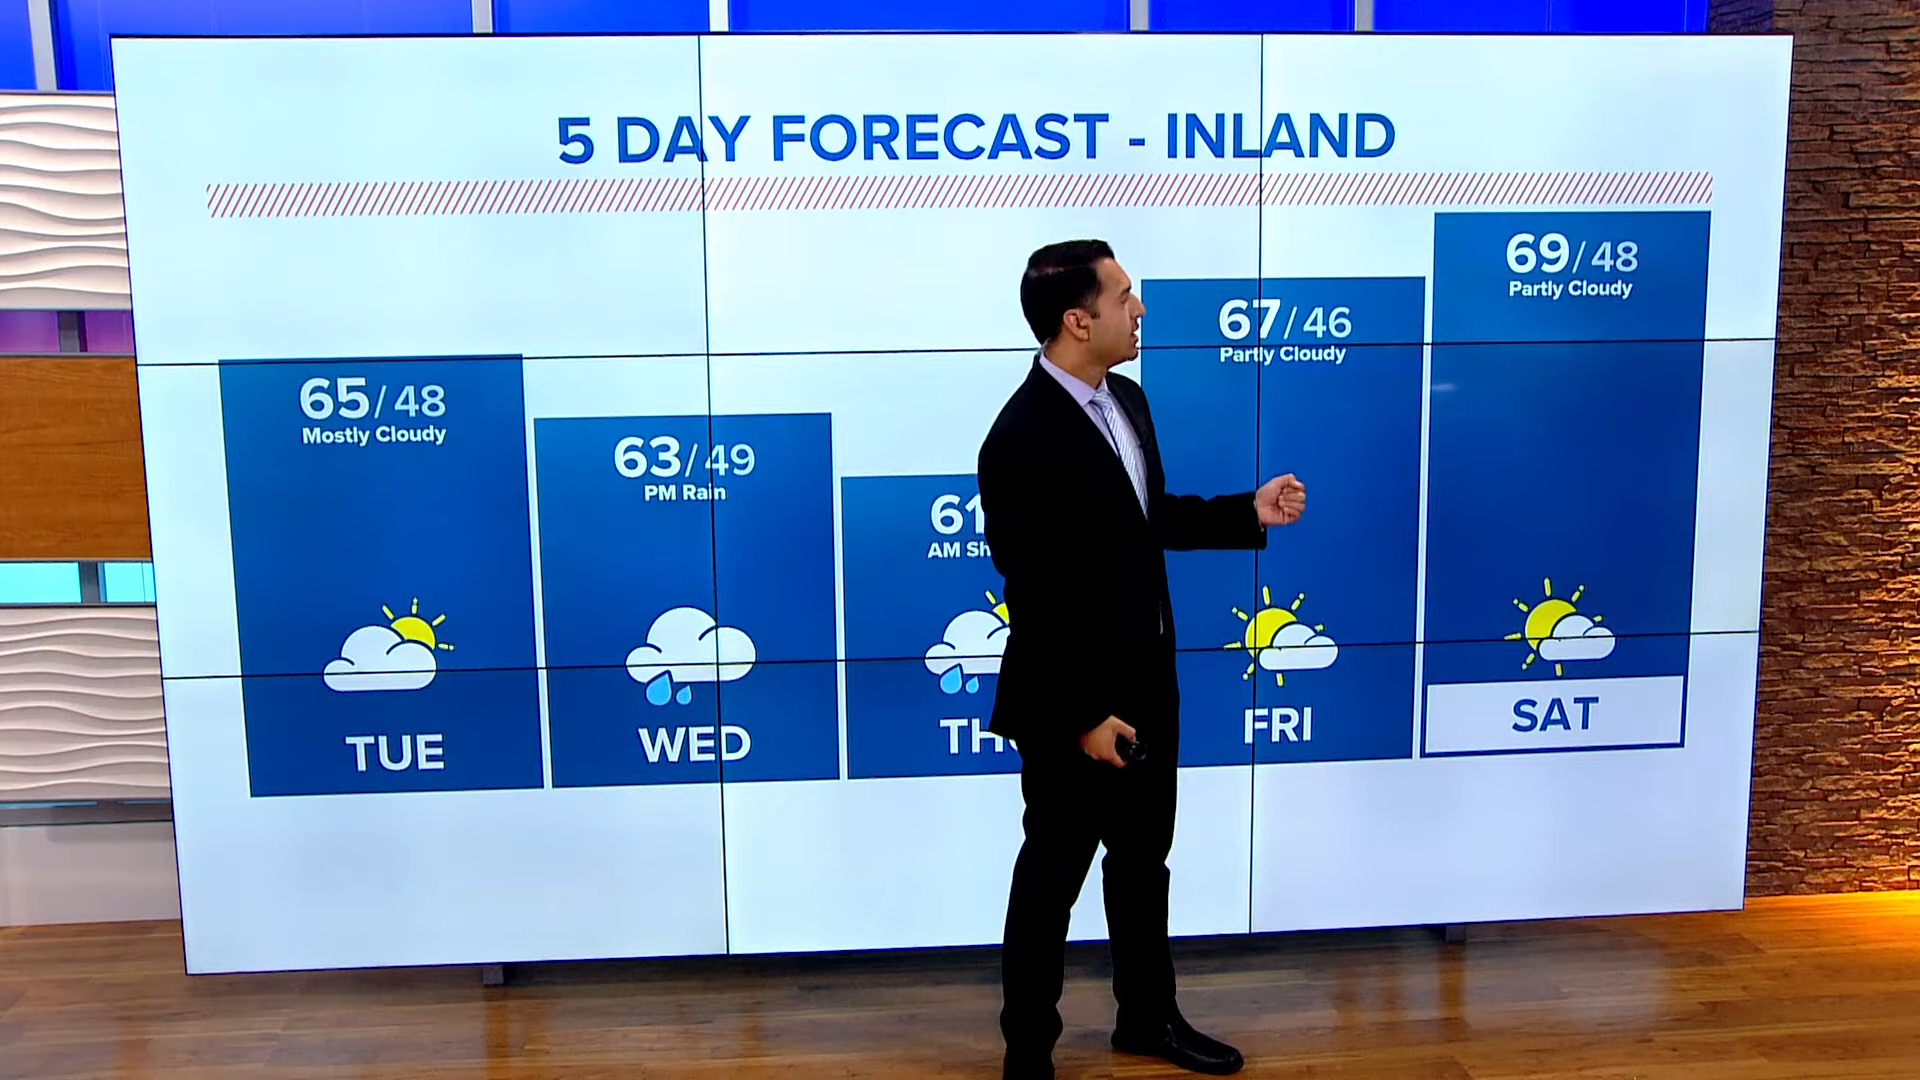 5 DAY FORECAST - INLAND
65/48
Mostly Cloudy
TUE
63/49
PM Rain
WED
61
AM
67/46
Partly Cloudy
FRI
69/48
Partly Cloudy
SAT